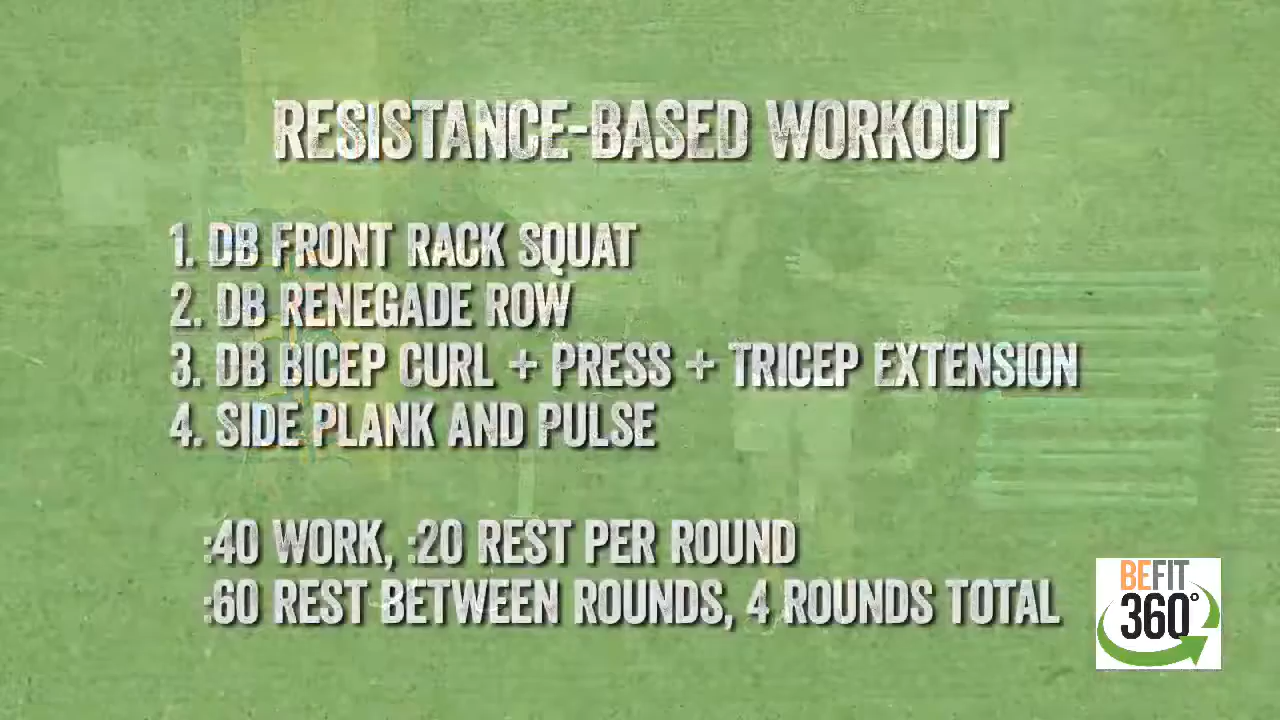 RESISTANCE-BASED WORKOUT
1. DB FRONT RACK SQUAT
2. DB RENEGADE ROW
3. DB BICEP CURL + PRESS + TRICEP EXTENSION
4. SIDE PLANK AND PULSE
:40 WORK, :20 REST PER ROUND
:60 REST BETWEEN ROUNDS, 4 ROUNDS TOTAL
BEFIT
360°